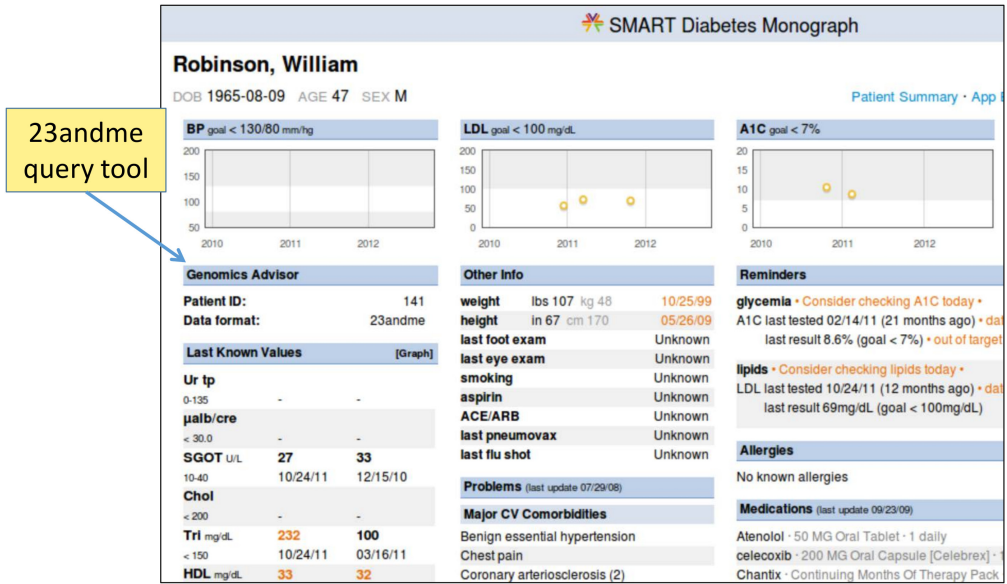 SMART Diabetes Monograph
Robinson, William
DOB 1965-08-09 AGE 47 SEX M
Patient Summary · App
23andme
query tool
BP goal < 130/80 mm/hg
200
150
100
50
2010 2011 2012
LDL goal < 100 mg/dL
200
150
100
50
0
2010 2011 2012
A1C goal < 7%
20
15
10
5
0
2010 2011 2012
Genomics Advisor
Patient ID: 141
Data format: 23andme
Last Known Values [Graph]
Ur tp
0-135 - -
µalb/cre
< 30.0 - -
SGOT U/L 27 33
10-40 10/24/11 12/15/10
Chol
< 200 - -
Tri mg/dL 232 100
< 150 10/24/11 03/16/11
HDL mg/dL 33 32
Other Info
weight lbs 107 kg 48 10/25/99
height in 67 cm 170 05/26/09
last foot exam Unknown
last eye exam Unknown
smoking Unknown
aspirin Unknown
ACE/ARB Unknown
last pneumovax Unknown
last flu shot Unknown
Problems (last update 07/29/08)
Major CV Comorbidities
Benign essential hypertension
Chest pain
Coronary arteriosclerosis (2)
Reminders
glycemia • Consider checking A1C today •
A1C last tested 02/14/11 (21 months ago) • dat
last result 8.6% (goal < 7%) • out of target
lipids • Consider checking lipids today •
LDL last tested 10/24/11 (12 months ago) • dat
last result 69mg/dL (goal < 100mg/dL)
Allergies
No known allergies
Medications (last update 09/23/09)
Atenolol · 50 MG Oral Tablet · 1 daily
celecoxib · 200 MG Oral Capsule [Celebrex] · 1
Chantix · Continuing Months Of Therapy Pack